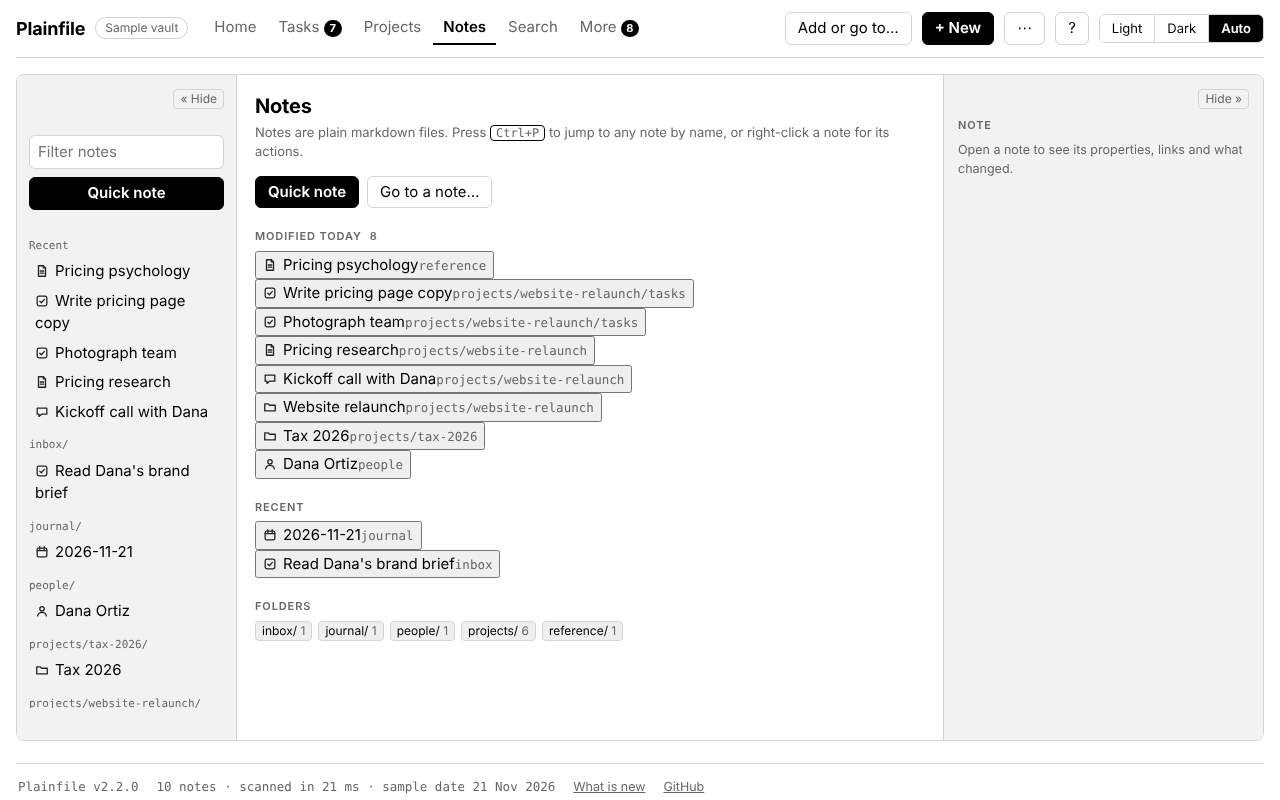 Plainfile Sample vault Home Tasks 7 Projects Notes Search More 8 Add or go to… + New ⋯ ? Light Dark Auto
« Hide
Filter notes
Quick note
Recent
Pricing psychology
Write pricing page
copy
Photograph team
Pricing research
Kickoff call with Dana
inbox/
Read Dana's brand
brief
journal/
2026-11-21
people/
Dana Ortiz
projects/tax-2026/
Tax 2026
projects/website-relaunch/
Notes
Notes are plain markdown files. Press Ctrl+P to jump to any note by name, or right-click a note for its
actions.
Quick note Go to a note…
MODIFIED TODAY 8
Pricing psychology reference
Write pricing page copy projects/website-relaunch/tasks
Photograph team projects/website-relaunch/tasks
Pricing research projects/website-relaunch
Kickoff call with Dana projects/website-relaunch
Website relaunch projects/website-relaunch
Tax 2026 projects/tax-2026
Dana Ortiz people
RECENT
2026-11-21 journal
Read Dana's brand brief inbox
FOLDERS
inbox/ 1 journal/ 1 people/ 1 projects/ 6 reference/ 1
Hide »
NOTE
Open a note to see its properties, links and what
changed.
Plainfile v2.2.0 10 notes · scanned in 21 ms · sample date 21 Nov 2026 What is new GitHub